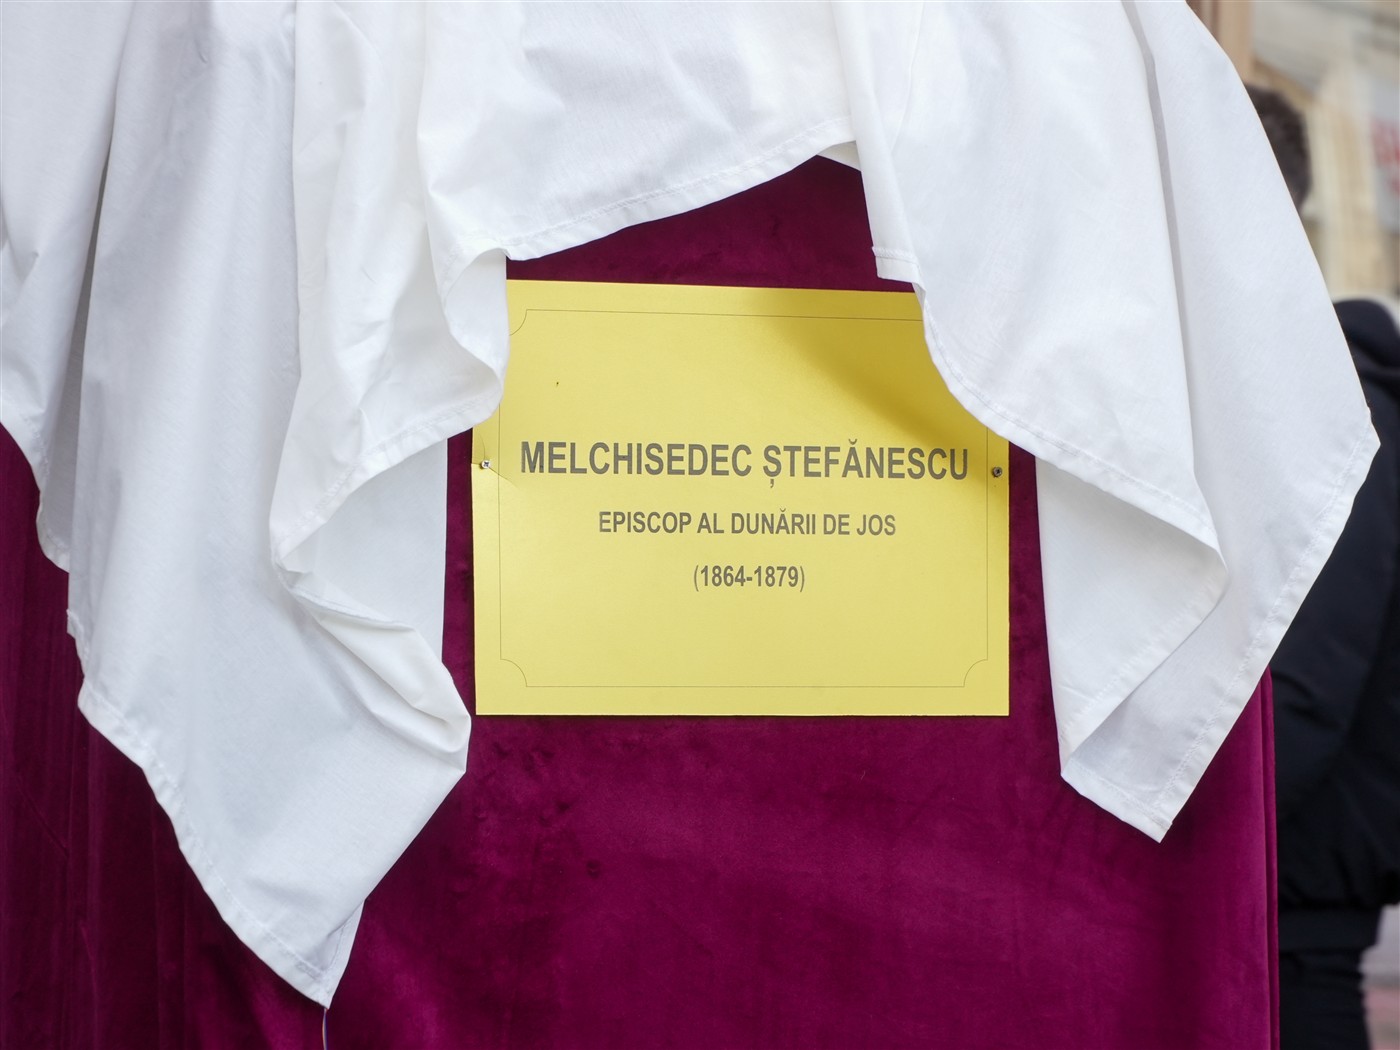 MELCHISEDEC ȘTEFĂNESCU
EPISCOP AL DUNĂRII DE JOS
(1864-1879)